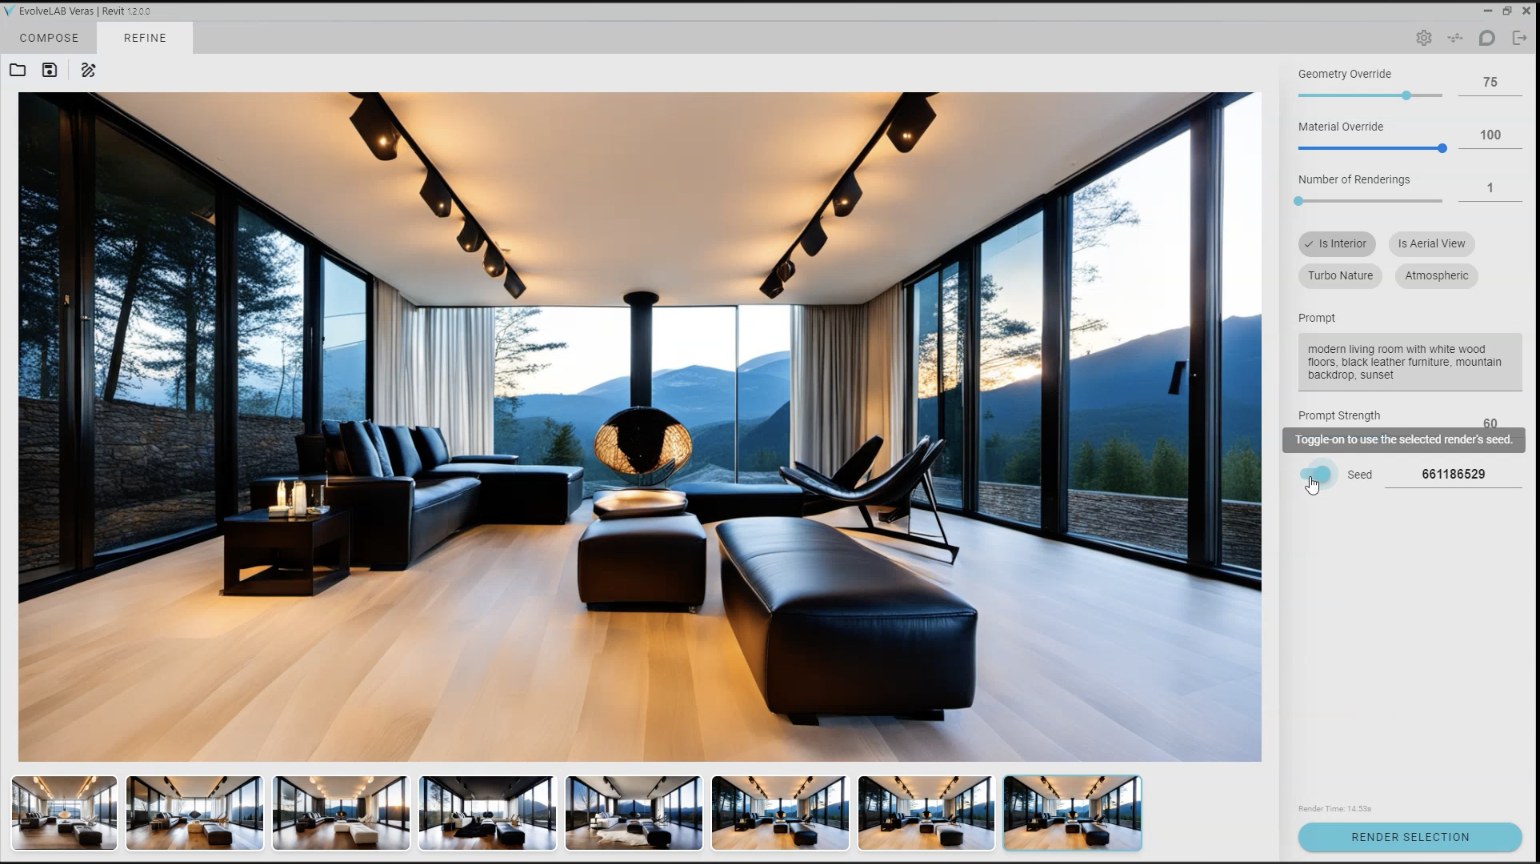 EvolveLAB Veras | Revit 1.2.0.0
COMPOSE
REFINE
Geometry Override
75
Material Override
100
Number of Renderings
1
Is Interior
Is Aerial View
Turbo Nature
Atmospheric
Prompt
modern living room with white wood
floors, black leather furniture, mountain
backdrop, sunset
Prompt Strength
60
Toggle-on to use the selected render's seed.
Seed
661186529
Render Time: 14.53s
RENDER SELECTION